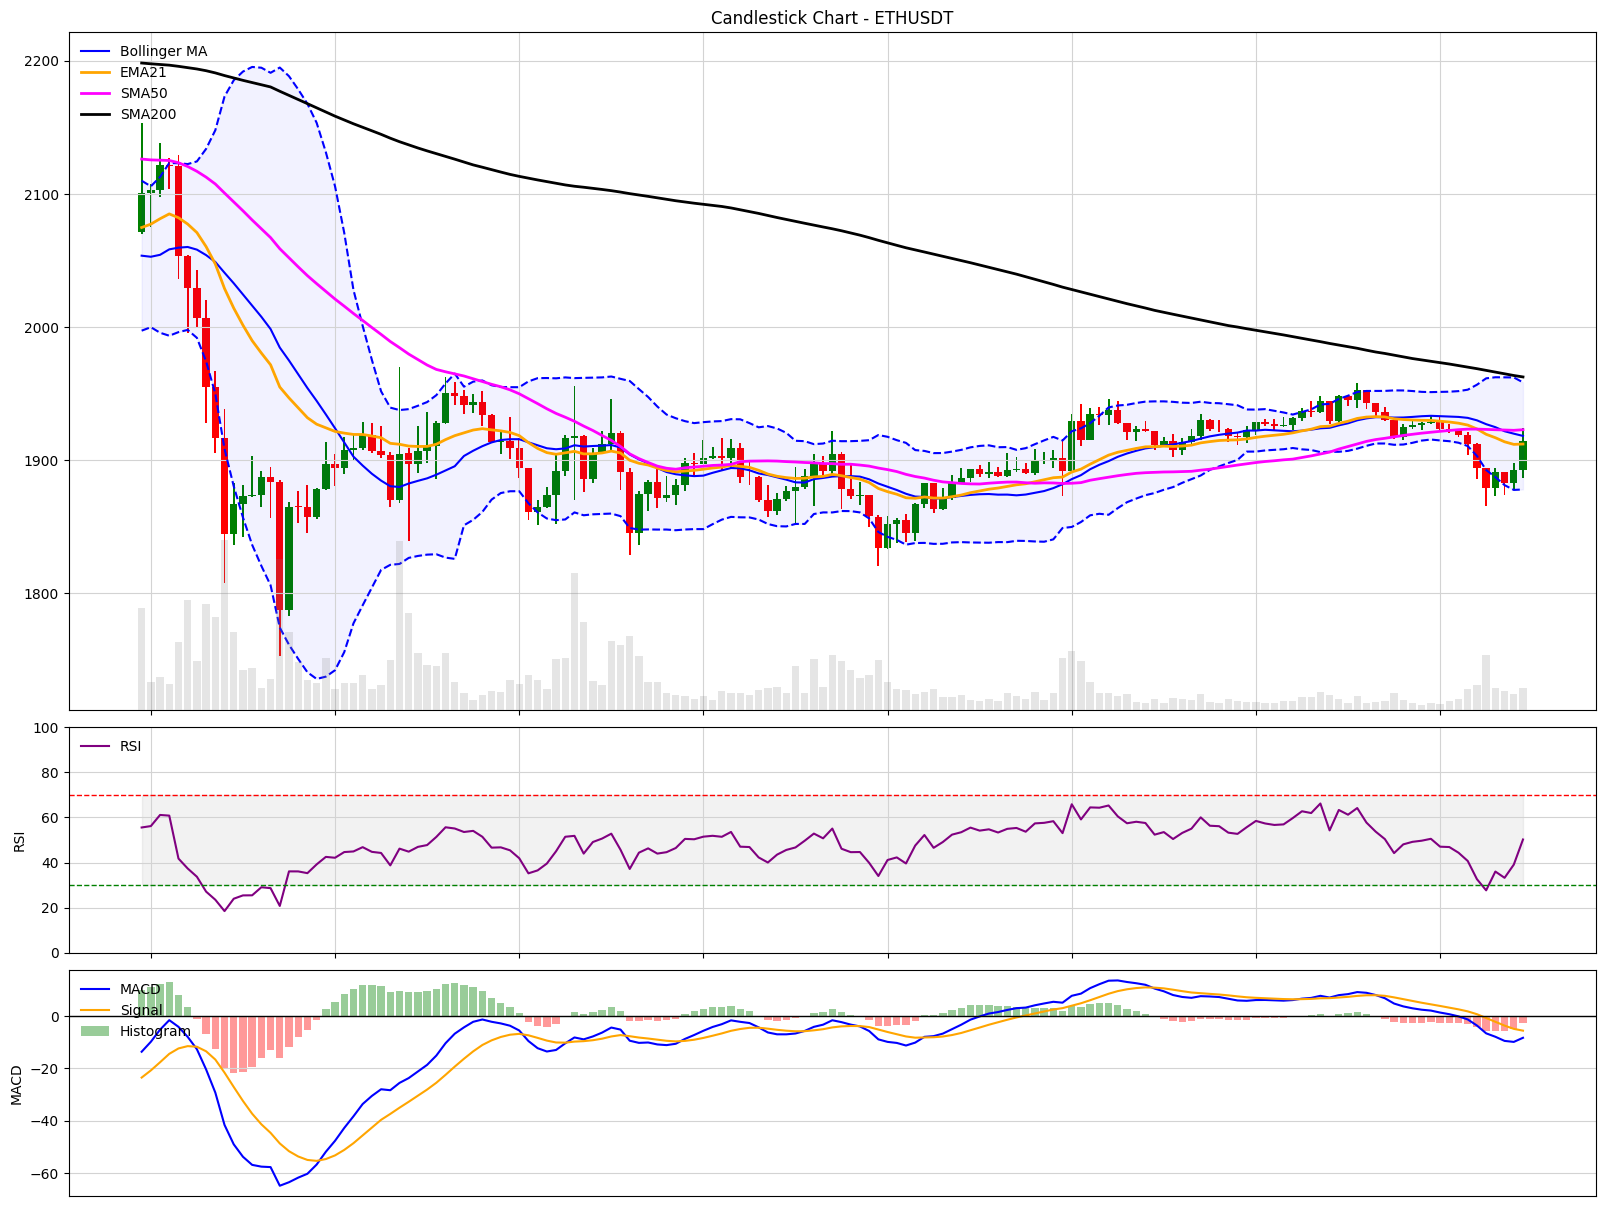 Candlestick Chart - ETHUSDT
Bollinger MA
EMA21
SMA50
SMA200
2200
2100
2000
1900
1800
RSI
100
80
60
40
20
0
RSI
MACD
Signal
Histogram
0
−20
−40
−60
MACD